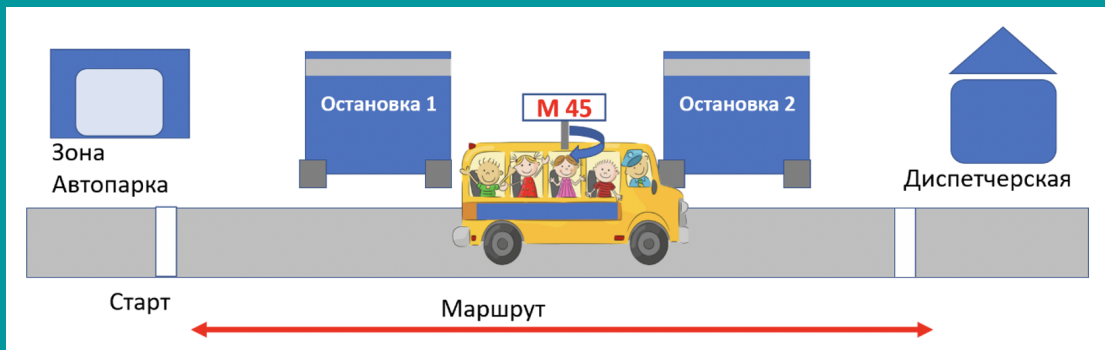 Остановка 1
М 45
Остановка 2
Зона
Автопарка
Диспетчерская
Старт
Маршрут